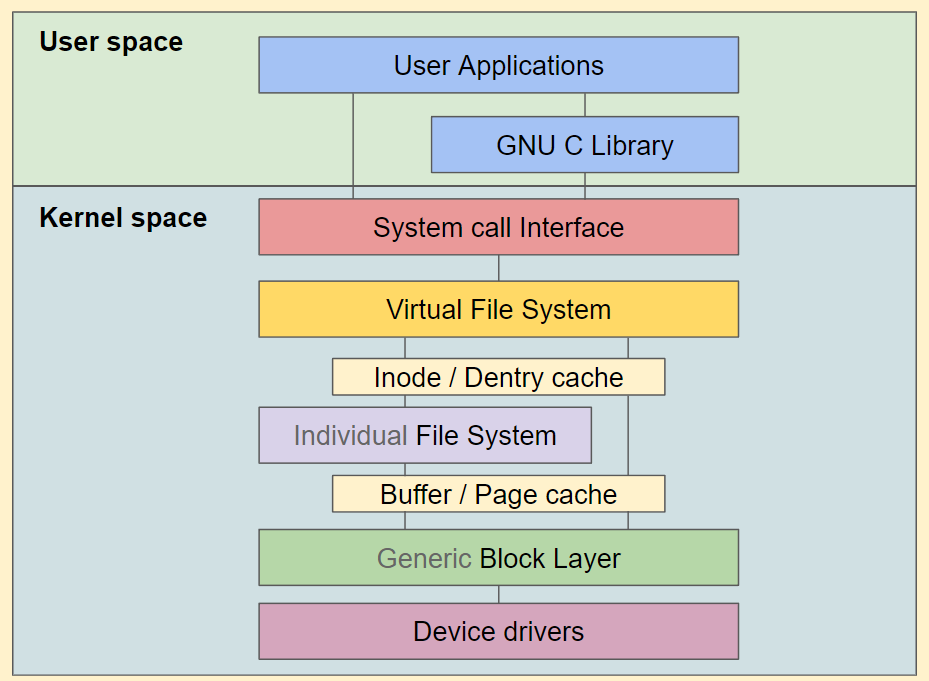 User space
User Applications
GNU C Library
Kernel space
System call Interface
Virtual File System
Inode / Dentry cache
Individual File System
Buffer / Page cache
Generic Block Layer
Device drivers